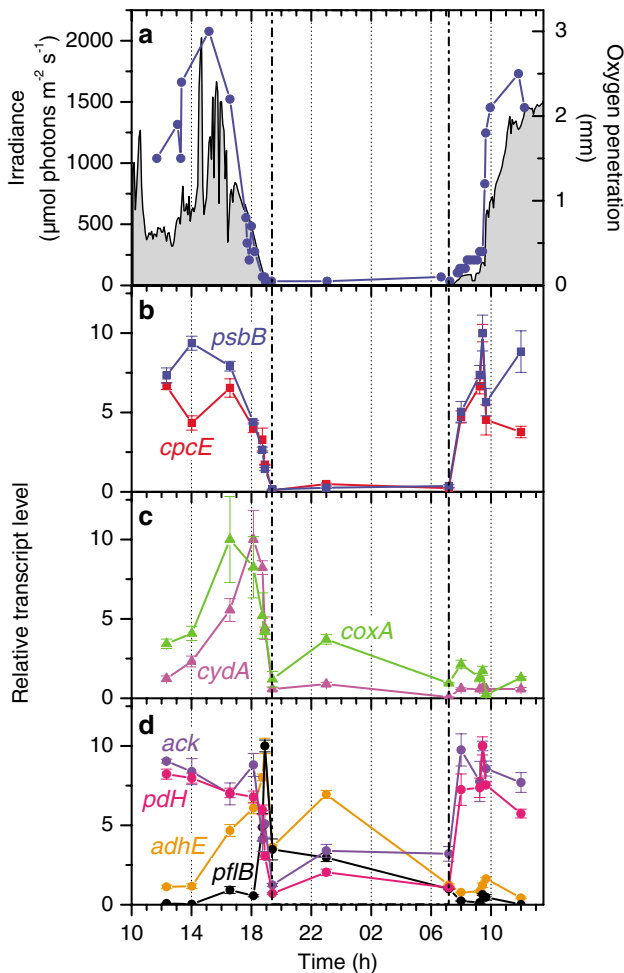 a
2000
1500
1000
500
0
Irradiance
(µmol photons m⁻² s⁻¹)
3
2
1
0
Oxygen penetration
(mm)
b
psbB
cpcE
10
5
0
c
coxA
cydA
10
5
0
Relative transcript level
d
ack
pdH
adhE
pflB
10
5
0
10 14 18 22 02 06 10
Time (h)